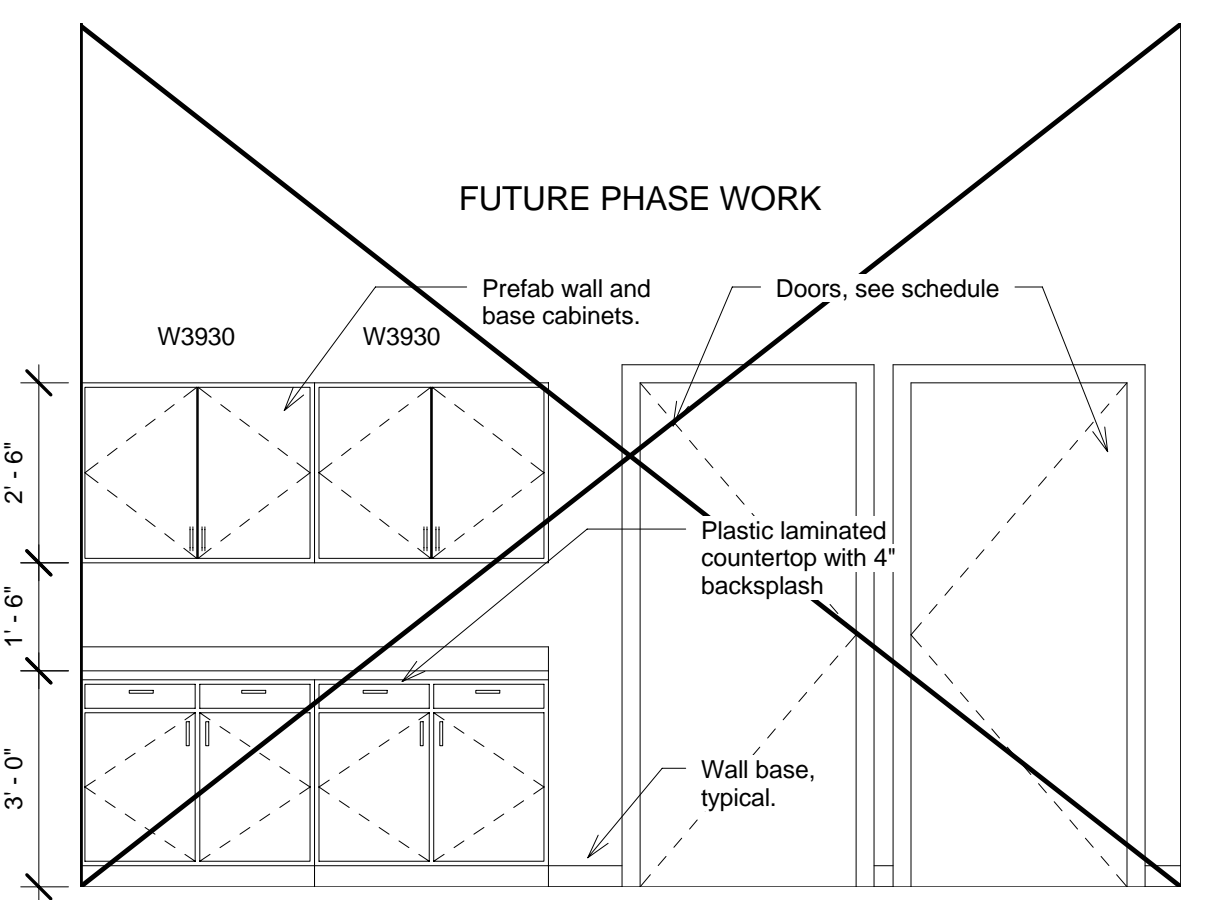 FUTURE PHASE WORK
Prefab wall and
base cabinets.
Doors, see schedule
W3930
W3930
2' - 6"
1' - 6"
3' - 0"
Plastic laminated
countertop with 4"
backsplash
Wall base,
typical.